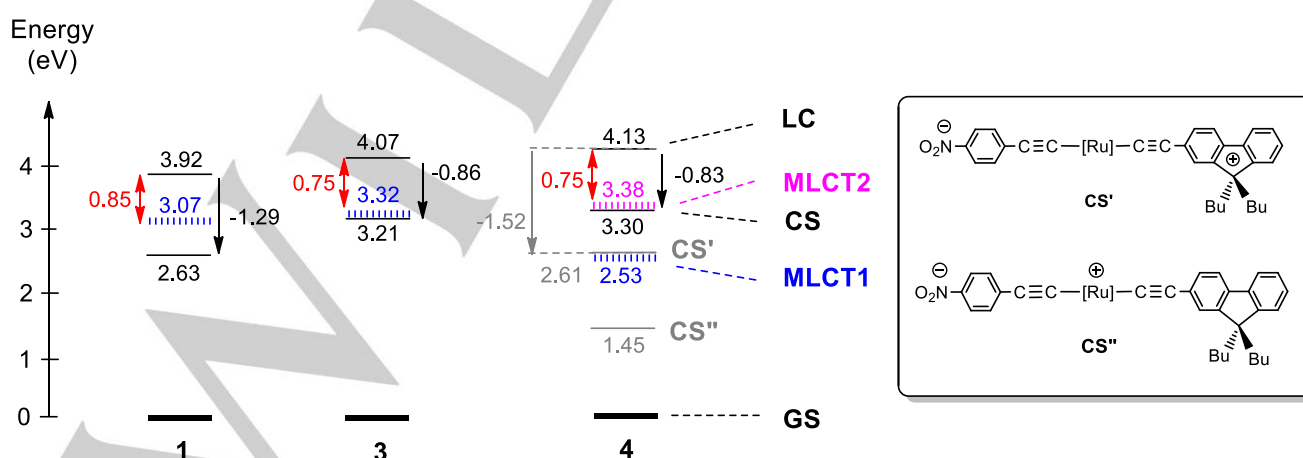 Energy
(eV)
4
3
2
1
0
3.92
0.85
3.07
-1.29
2.63
1
4.07
0.75
3.32
-0.86
3.21
3
4.13
0.75
3.38
-0.83
-1.52
3.30
CS'
2.61
2.53
CS"
1.45
4
LC
MLCT2
CS
MLCT1
GS
⊖
O₂N
C≡C
[Ru]
C≡C
⊕
Bu
Bu
CS'
⊖
⊕
O₂N
C≡C
[Ru]
C≡C
Bu
Bu
CS"
W I L